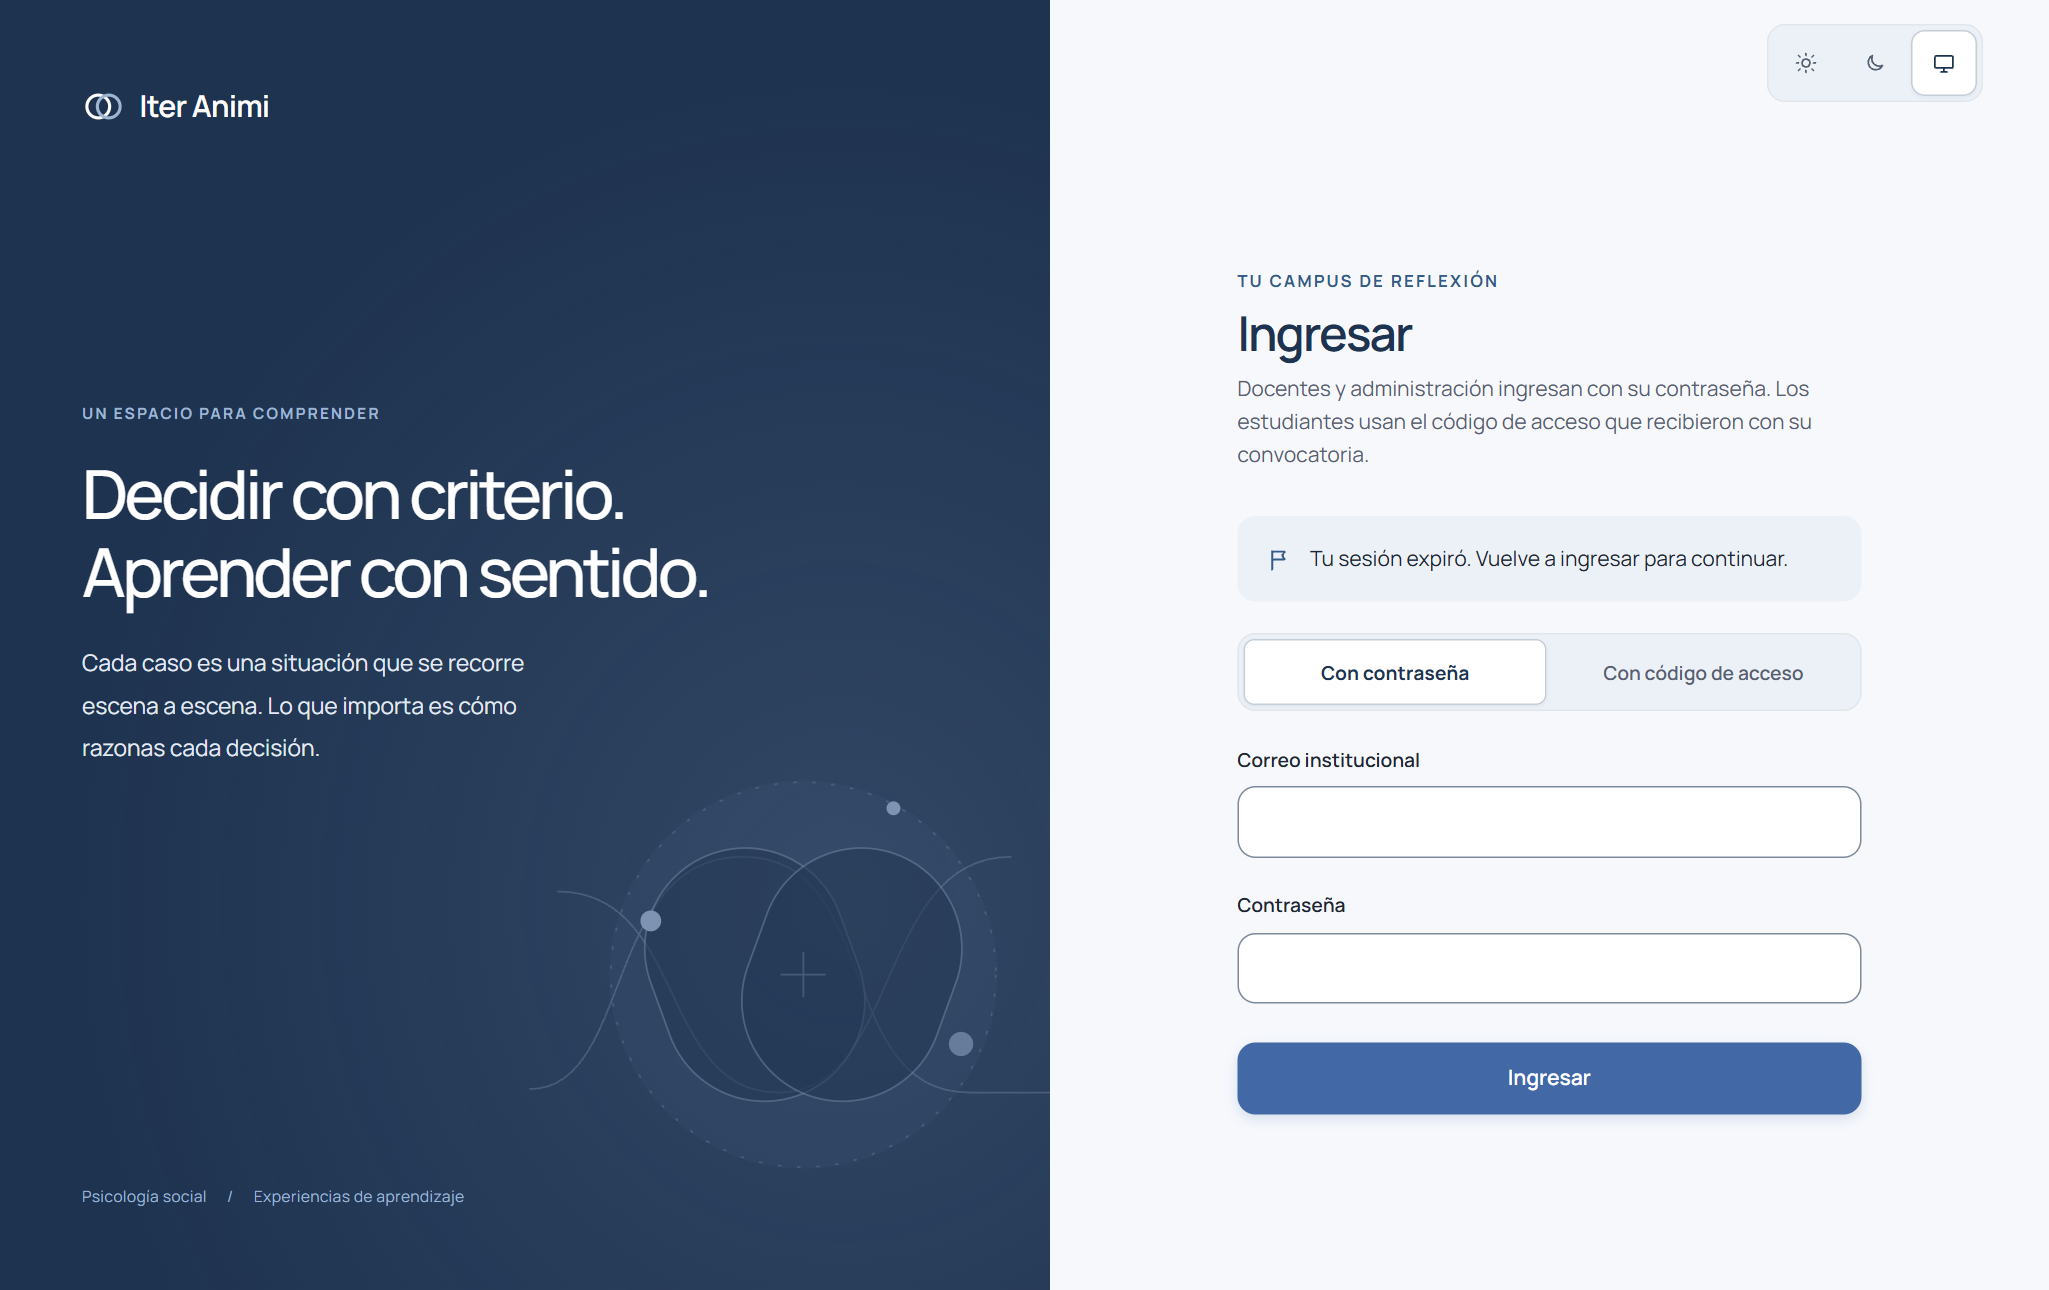 Iter Animi
UN ESPACIO PARA COMPRENDER
Decidir con criterio.
Aprender con sentido.
Cada caso es una situación que se recorre
escena a escena. Lo que importa es cómo
razonas cada decisión.
Psicología social / Experiencias de aprendizaje
TU CAMPUS DE REFLEXIÓN
Ingresar
Docentes y administración ingresan con su contraseña. Los
estudiantes usan el código de acceso que recibieron con su
convocatoria.
Tu sesión expiró. Vuelve a ingresar para continuar.
Con contraseña
Con código de acceso
Correo institucional
Contraseña
Ingresar